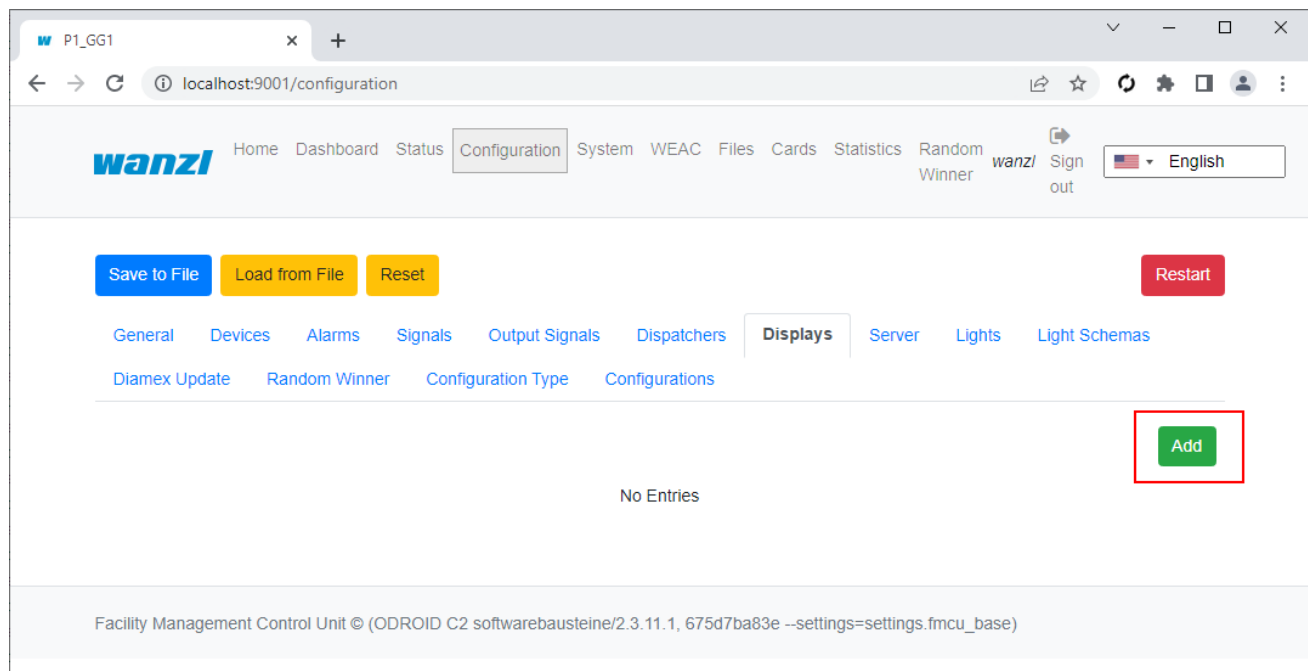 P1_GG1
localhost:9001/configuration
wanzl Home Dashboard Status Configuration System WEAC Files Cards Statistics Random Winner wanzl Sign out English
Save to File Load from File Reset Restart
General Devices Alarms Signals Output Signals Dispatchers Displays Server Lights Light Schemas
Diamex Update Random Winner Configuration Type Configurations
Add
No Entries
Facility Management Control Unit © (ODROID C2 softwarebausteine/2.3.11.1, 675d7ba83e --settings=settings.fmcu_base)